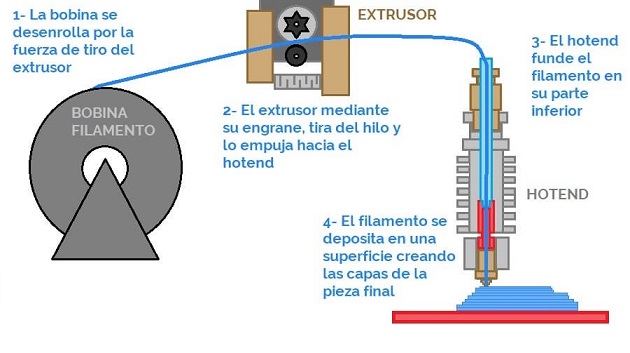 1- La bobina se
desenrolla por la
fuerza de tiro del
extrusor
EXTRUSOR
BOBINA
FILAMENTO
2- El extrusor mediante
su engrane, tira del hilo y
lo empuja hacia el
hotend
3- El hotend
funde el
filamento en
su parte
inferior
HOTEND
4- El filamento se
deposita en una
superficie creando
las capas de la
pieza final